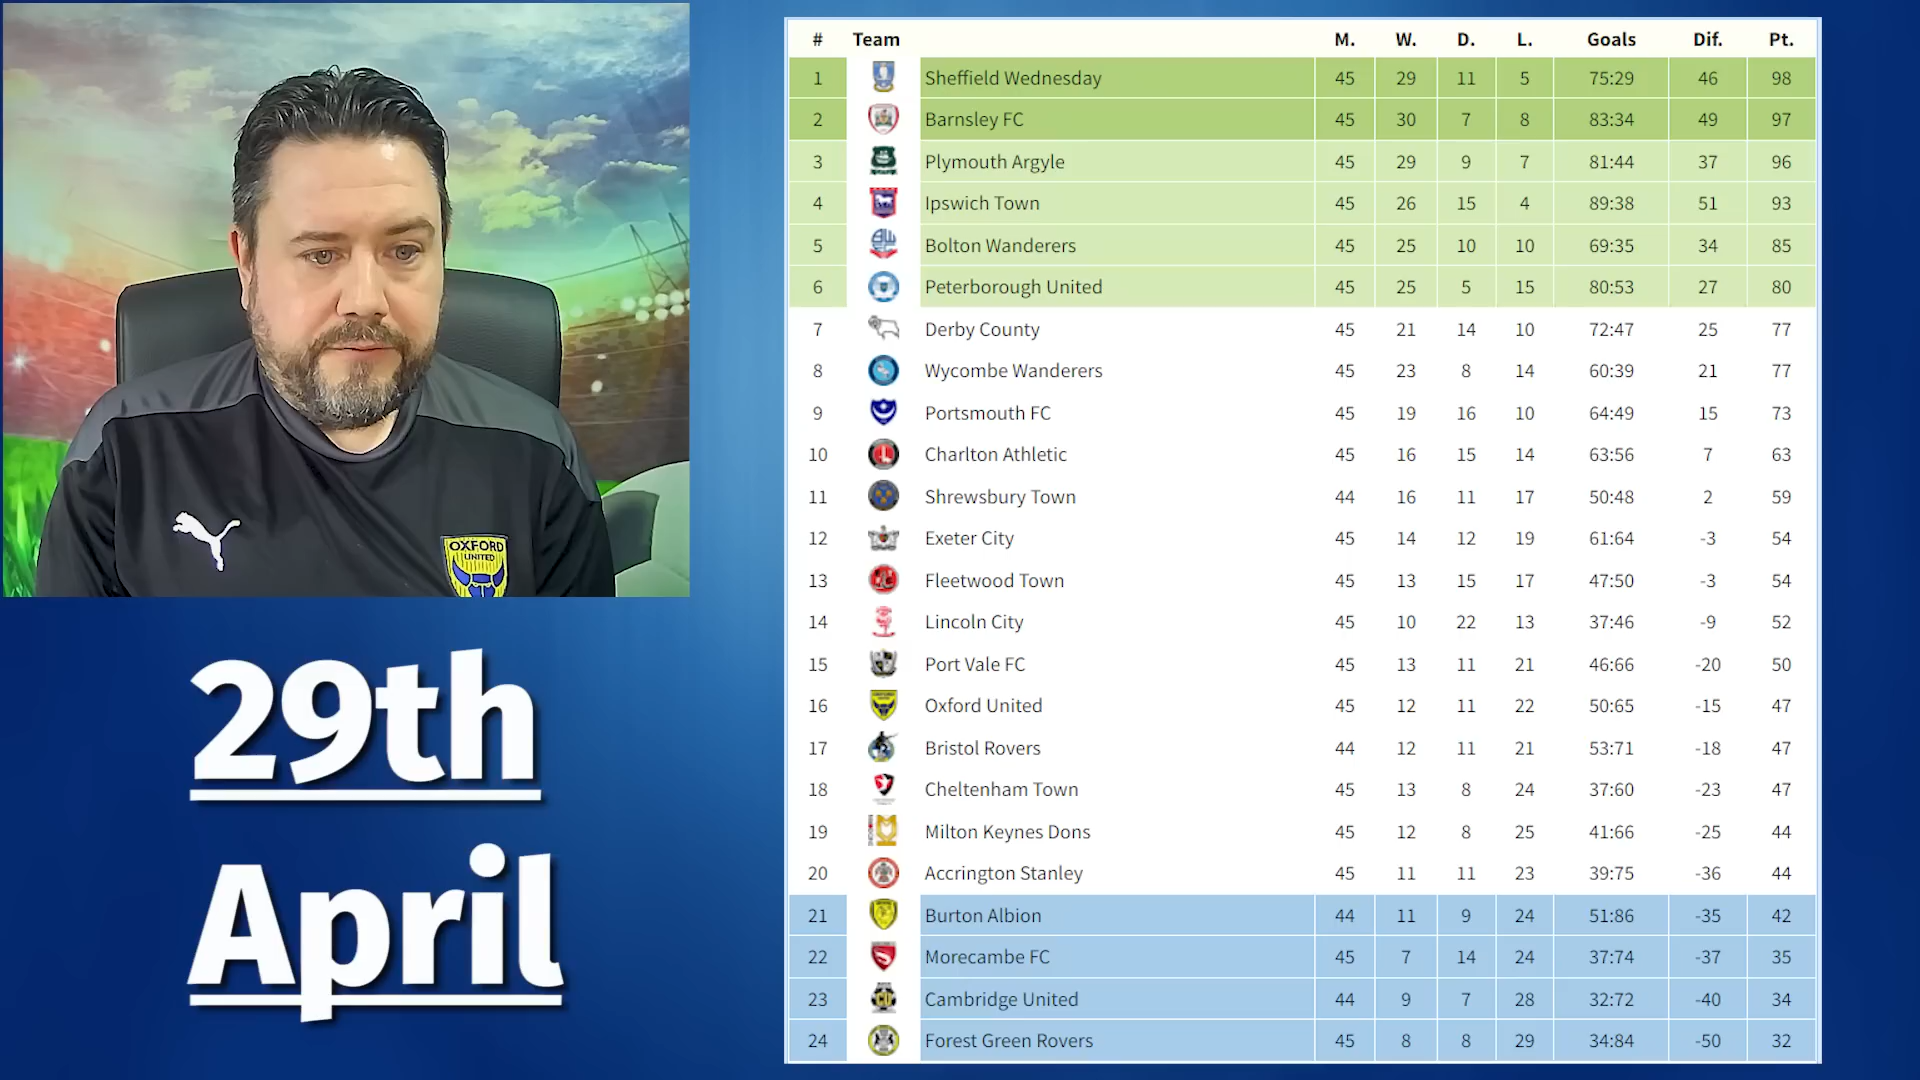 OXFORD
UNITED
29th
April
# Team M. W. D. L. Goals Dif. Pt.
1 Sheffield Wednesday 45 29 11 5 75:29 46 98
2 Barnsley FC 45 30 7 8 83:34 49 97
3 Plymouth Argyle 45 29 9 7 81:44 37 96
4 Ipswich Town 45 26 15 4 89:38 51 93
5 Bolton Wanderers 45 25 10 10 69:35 34 85
6 Peterborough United 45 25 5 15 80:53 27 80
7 Derby County 45 21 14 10 72:47 25 77
8 Wycombe Wanderers 45 23 8 14 60:39 21 77
9 Portsmouth FC 45 19 16 10 64:49 15 73
10 Charlton Athletic 45 16 15 14 63:56 7 63
11 Shrewsbury Town 44 16 11 17 50:48 2 59
12 Exeter City 45 14 12 19 61:64 -3 54
13 Fleetwood Town 45 13 15 17 47:50 -3 54
14 Lincoln City 45 10 22 13 37:46 -9 52
15 Port Vale FC 45 13 11 21 46:66 -20 50
16 Oxford United 45 12 11 22 50:65 -15 47
17 Bristol Rovers 44 12 11 21 53:71 -18 47
18 Cheltenham Town 45 13 8 24 37:60 -23 47
19 Milton Keynes Dons 45 12 8 25 41:66 -25 44
20 Accrington Stanley 45 11 11 23 39:75 -36 44
21 Burton Albion 44 11 9 24 51:86 -35 42
22 Morecambe FC 45 7 14 24 37:74 -37 35
23 Cambridge United 44 9 7 28 32:72 -40 34
24 Forest Green Rovers 45 8 8 29 34:84 -50 32